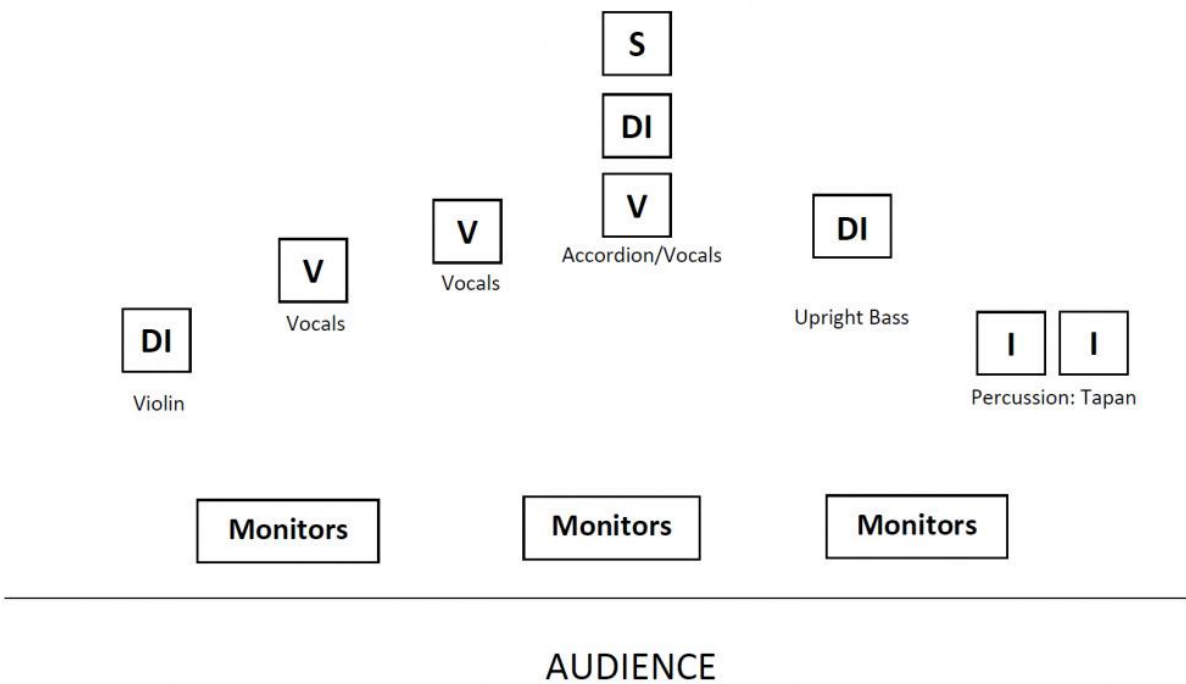 S
DI
V
Accordion/Vocals
V
Vocals
V
Vocals
DI
Violin
DI
Upright Bass
I I
Percussion: Tapan
Monitors Monitors Monitors
AUDIENCE